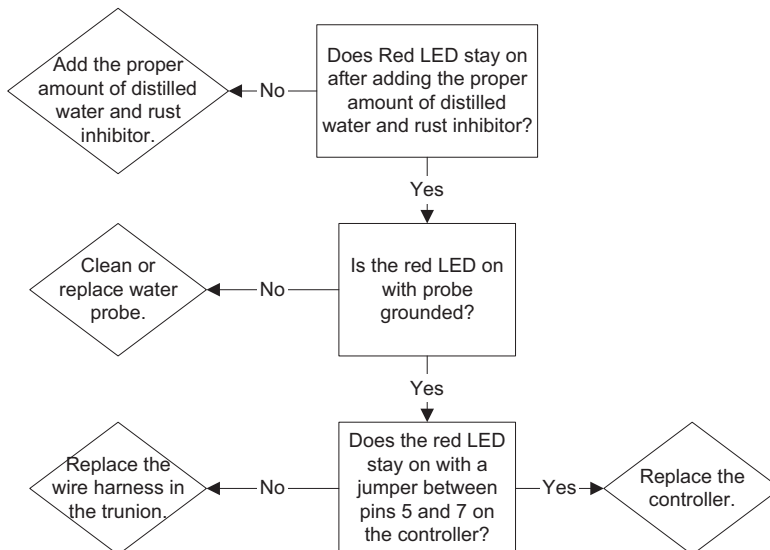 Add the proper
amount of distilled
water and rust
inhibitor.
No
Does Red LED stay on
after adding the proper
amount of distilled
water and rust inhibitor?
Yes
Clean or
replace water
probe.
No
Is the red LED on
with probe
grounded?
Yes
Replace the
wire harness in
the trunion.
No
Does the red LED
stay on with a
jumper between
pins 5 and 7 on
the controller?
Yes
Replace the
controller.